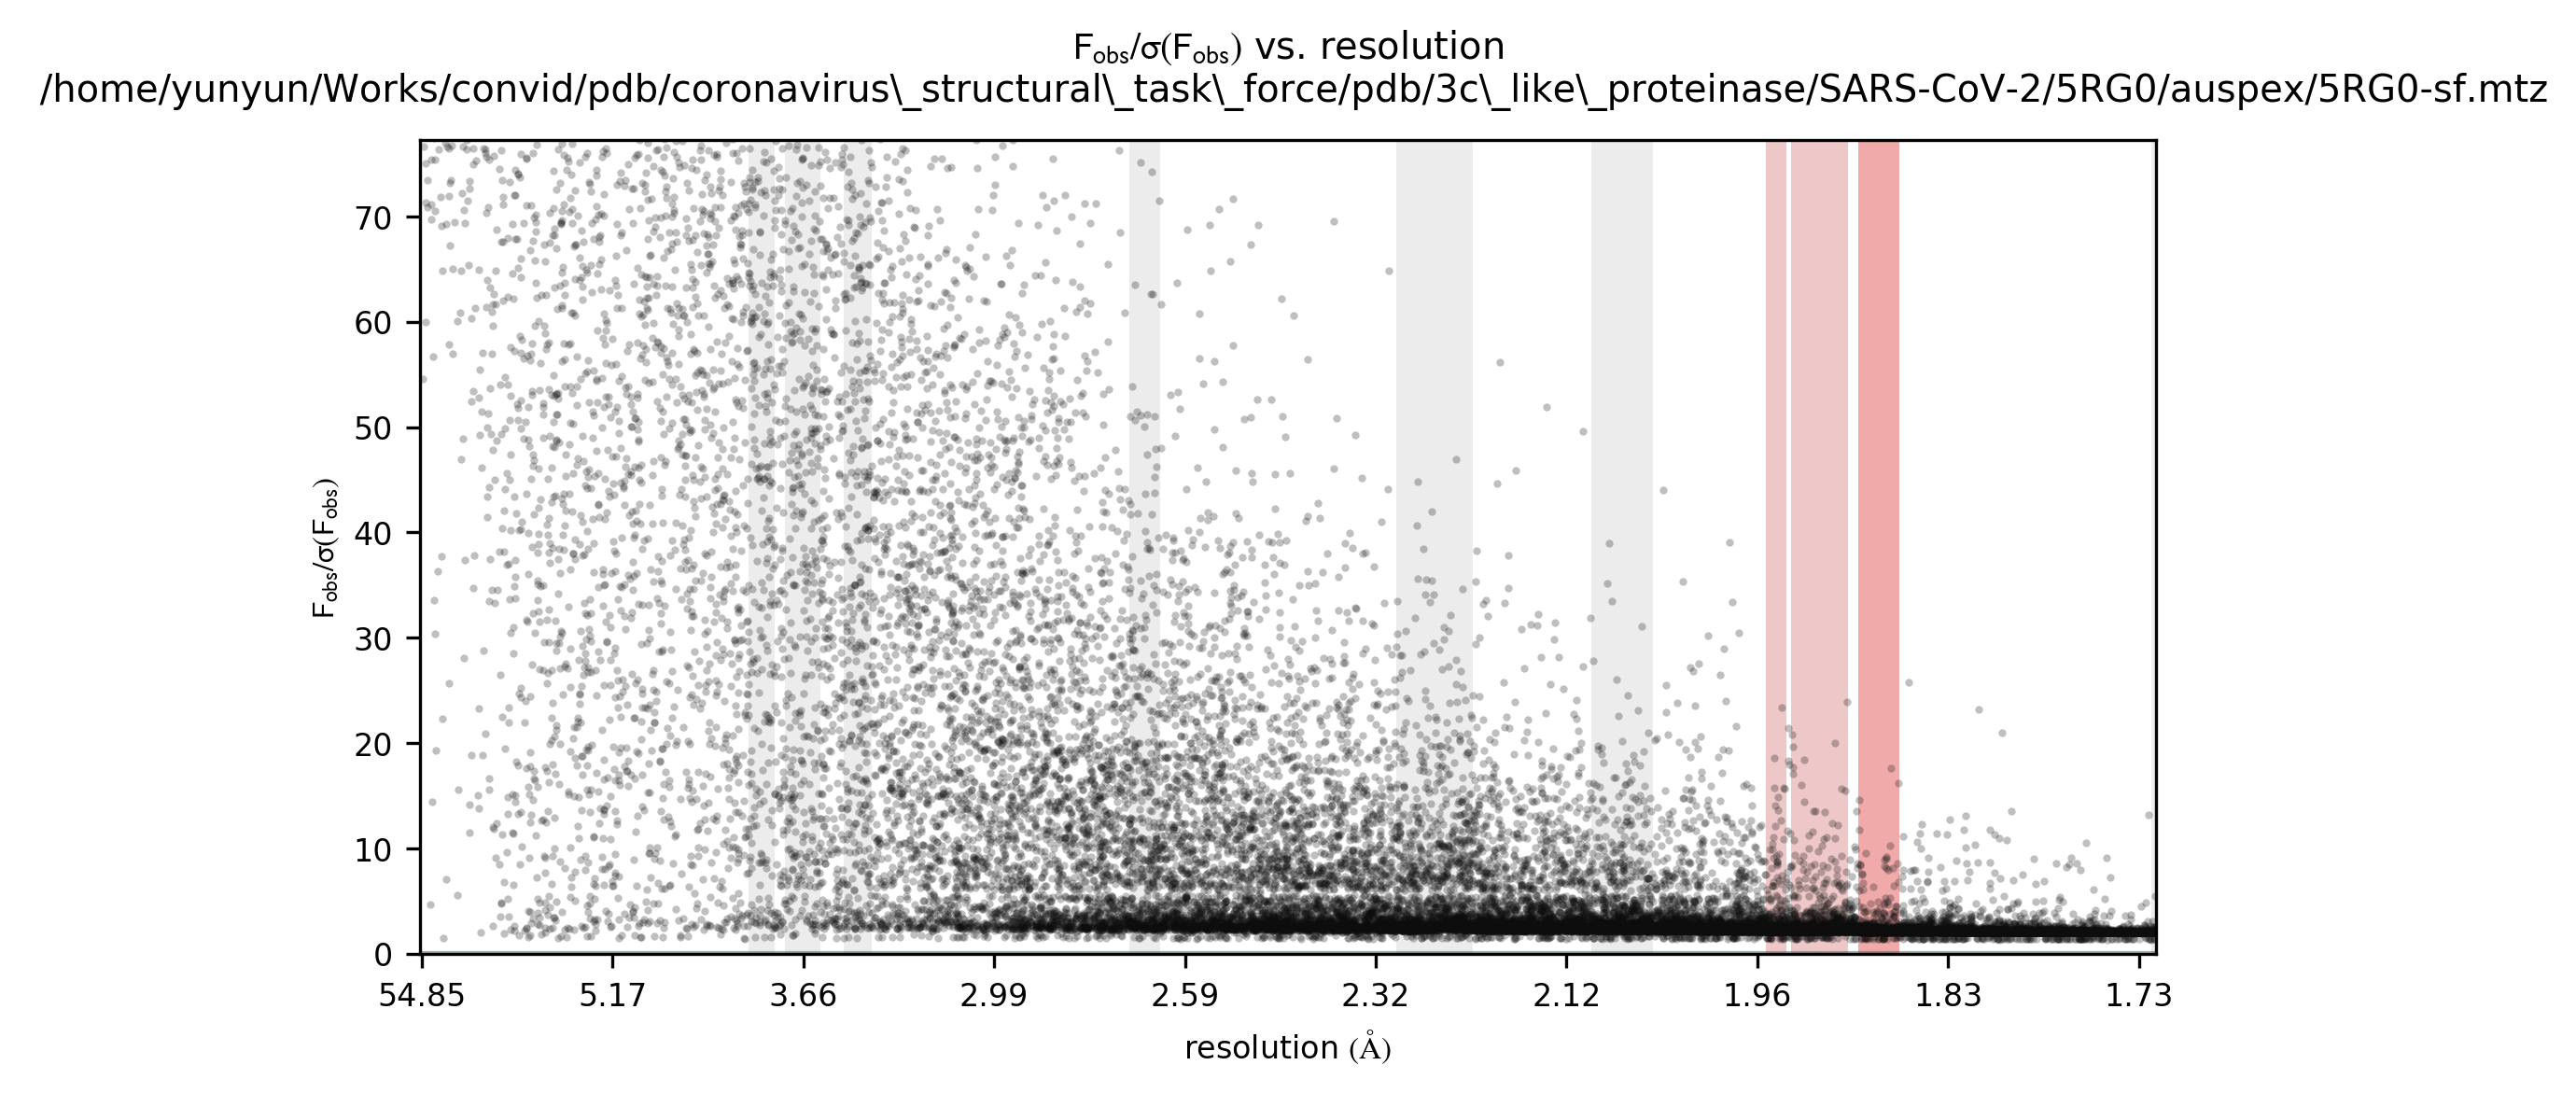 Fobs/σ(Fobs) vs. resolution
/home/yunyun/Works/convid/pdb/coronavirus\_structural\_task\_force/pdb/3c\_like\_proteinase/SARS-CoV-2/5RG0/auspex/5RG0-sf.mtz
Fobs/σ(Fobs)
70
60
50
40
30
20
10
0
54.85 5.17 3.66 2.99 2.59 2.32 2.12 1.96 1.83 1.73
resolution (Å)